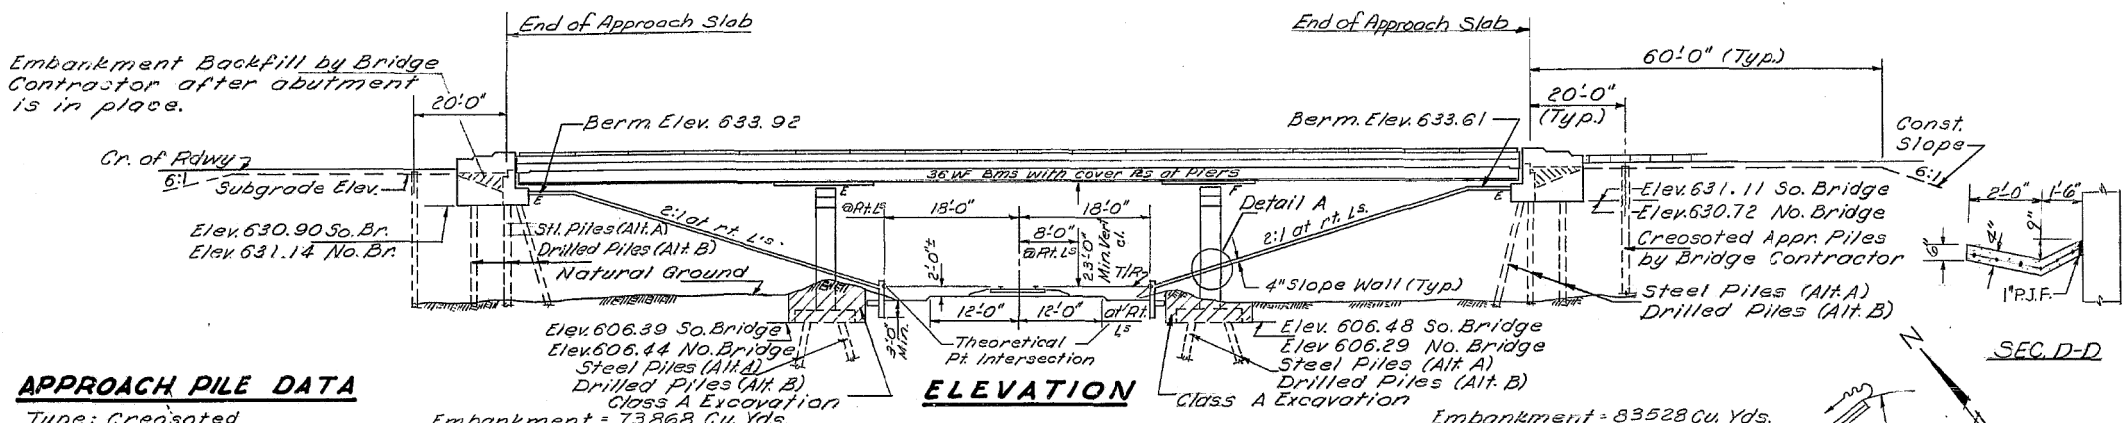 End of Approach Slab
End of Approach Slab
60'-0" (Typ.)
Embankment Backfill by Bridge
Contractor after abutment
is in place.
20'-0"
20'-0"
(Typ.)
Berm. Elev. 633.92
Berm. Elev. 633.61
Const.
Slope
Gr. of Rdwy
6:1
Subgrade Elev.
36 WF Bms with cover Pls at Piers
6:1
E
E
F
E
Elev. 630.90 So. Br.
Elev. 631.14 No. Br.
Stl. Piles (Alt. A)
Drilled Piles (Alt. B)
Natural Ground
2:1 at rt. L's.
@Rt. Ls
18'-0"
18'-0"
8'-0"
@Rt. Ls
23'-0"
Min. Vert.
cl.
2'-0"±
T/R
Detail A
2:1 at rt. Ls.
4" Slope Wall (Typ.)
Elev. 631.11 So. Bridge
Elev. 630.72 No. Bridge
Creosoted Appr. Piles
by Bridge Contractor
Steel Piles (Alt. A)
Drilled Piles (Alt. B)
2'-0"
1'-6"
6"
4"
9"
1" P.J.F.
SEC. D-D
12'-0"
12'-0"
at Rt.
Ls
3'-0"
Min.
Theoretical
Pt. Intersection
Elev. 606.39 So. Bridge
Elev. 606.44 No. Bridge
Steel Piles (Alt. A)
Drilled Piles (Alt. B)
Class A Excavation
Elev. 606.48 So. Bridge
Elev 606.29 No. Bridge
Steel Piles (Alt. A)
Drilled Piles (Alt. B)
Class A Excavation
ELEVATION
N
APPROACH PILE DATA
Type: Creosoted
Embankment = 73868 Cu. Yds.
Embankment = 83528 Cu. Yds.